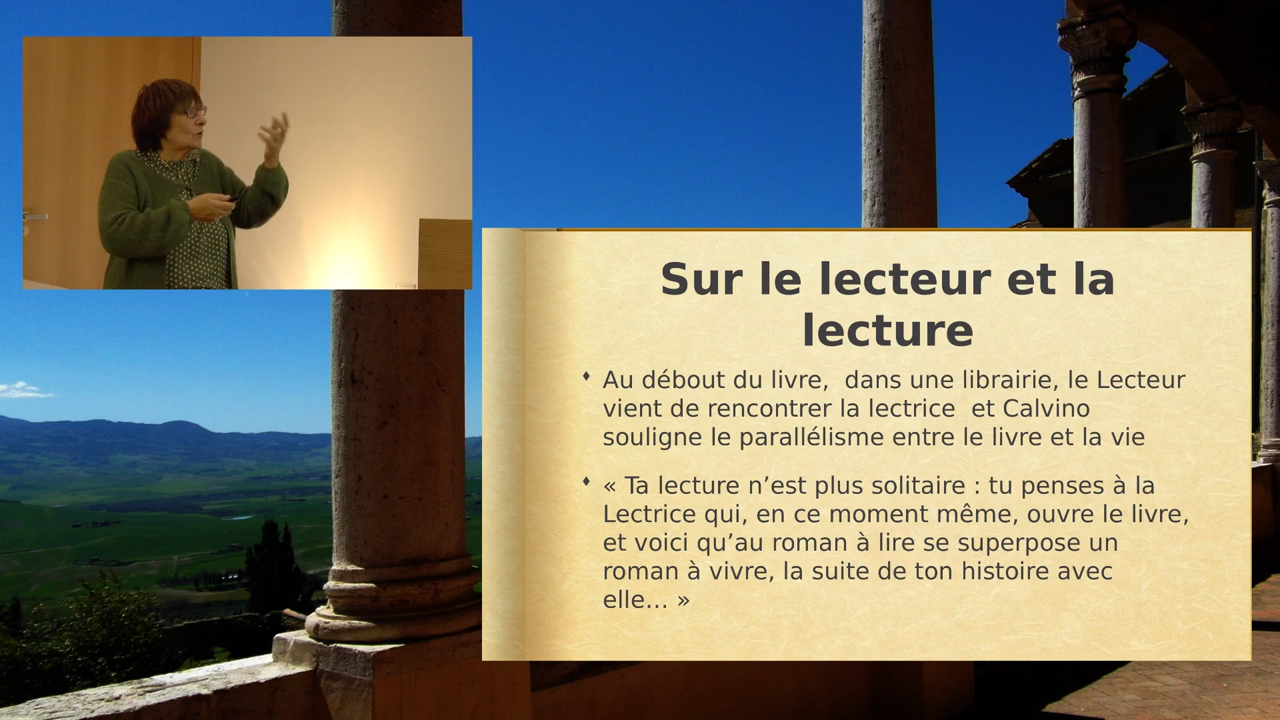 Sur le lecteur et la
lecture
Au débout du livre,  dans une librairie, le Lecteur
vient de rencontrer la lectrice  et Calvino
souligne le parallélisme entre le livre et la vie
« Ta lecture n’est plus solitaire : tu penses à la
Lectrice qui, en ce moment même, ouvre le livre,
et voici qu’au roman à lire se superpose un
roman à vivre, la suite de ton histoire avec
elle… »